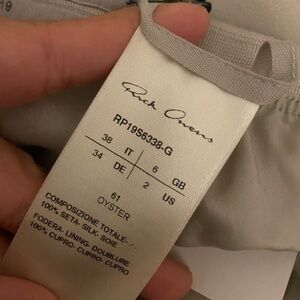 19
Rick Owens
RP19S6338-G
38 IT 6 GB
34 DE 2 US
61
OYSTER
COMPOSIZIONE TOTALE-.-
100% SETA- SILK- SOIE
FODERA- LINING- DOUBLURE
100% CUPRO- CUPRO- CUPRO